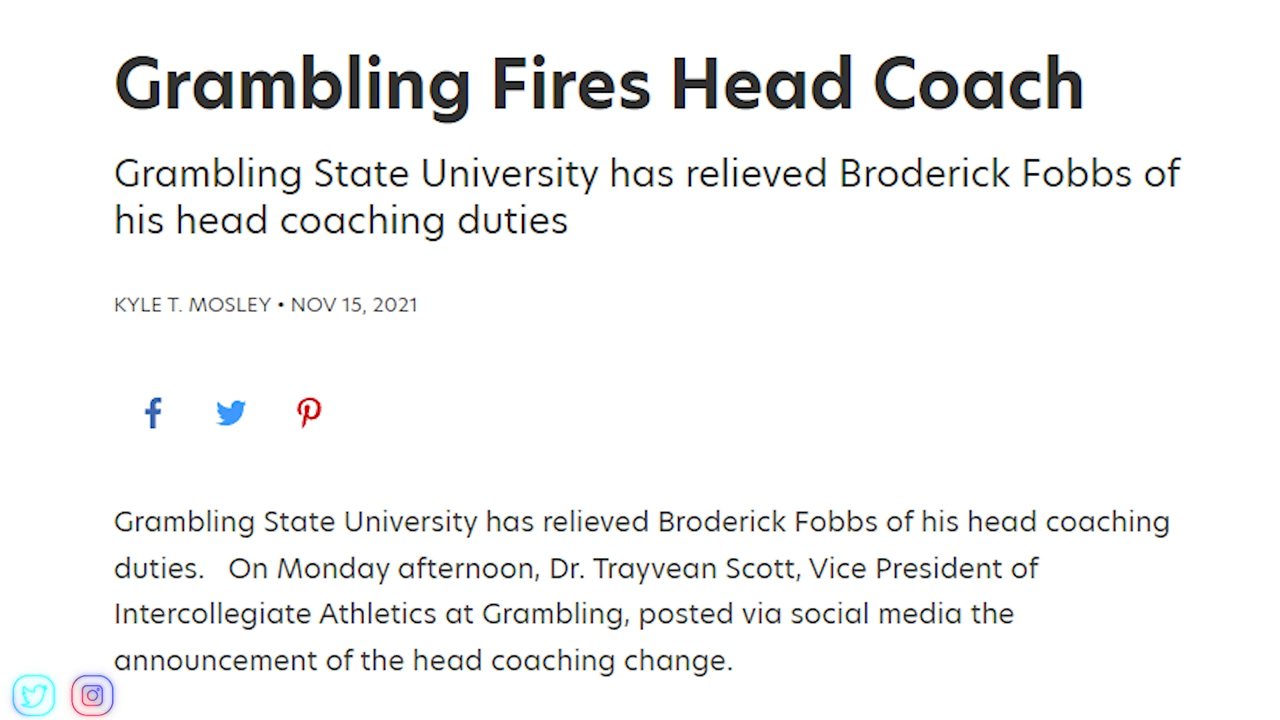 Grambling Fires Head Coach
Grambling State University has relieved Broderick Fobbs of
his head coaching duties
KYLE T. MOSLEY • NOV 15, 2021
Grambling State University has relieved Broderick Fobbs of his head coaching
duties. On Monday afternoon, Dr. Trayvean Scott, Vice President of
Intercollegiate Athletics at Grambling, posted via social media the
announcement of the head coaching change.